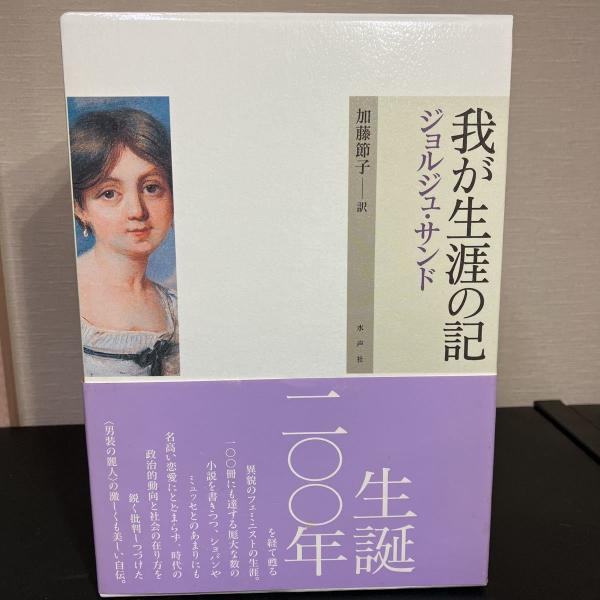 我が生涯の記
ジョルジュ・サンド
加藤節子——訳
水声社
生誕
二〇〇年
を経て甦る
異貌のフェミニストの生涯。
一〇〇冊にも達する厖大な数の
小説を書きつつ、ショパンや
ミュッセとのあまりにも
名高い恋愛にとどまらず、時代の
政治的動向と社会の在り方を
鋭く批判しつづけた
〈男装の麗人〉の激しくも美しい自伝。